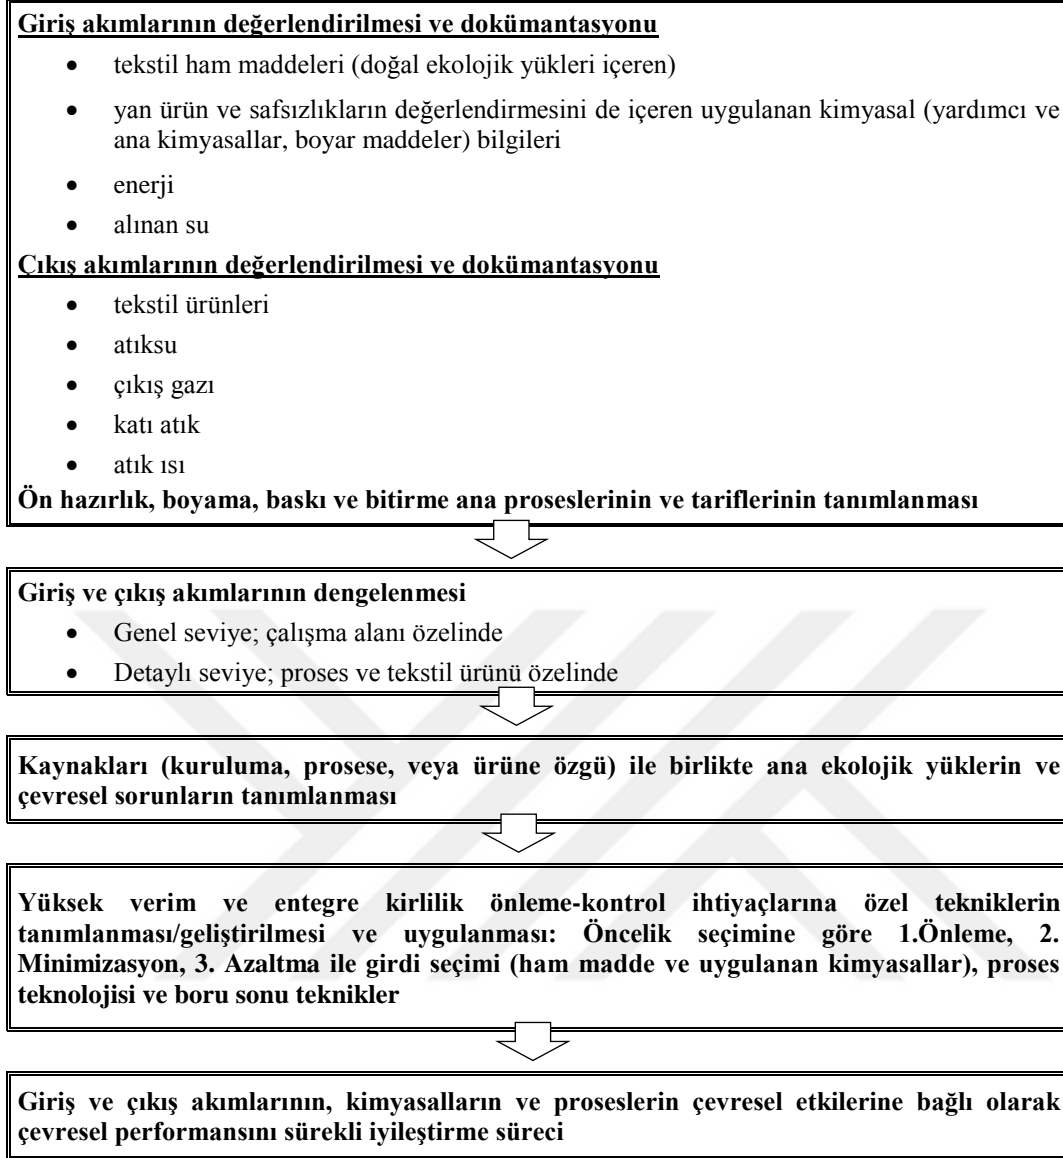 Giriş akımlarının değerlendirilmesi ve dokümantasyonu
• tekstil ham maddeleri (doğal ekolojik yükleri içeren)
• yan ürün ve safsızlıkların değerlendirmesini de içeren uygulanan kimyasal (yardımcı ve
ana kimyasallar, boyar maddeler) bilgileri
• enerji
• alınan su
Çıkış akımlarının değerlendirilmesi ve dokümantasyonu
• tekstil ürünleri
• atıksu
• çıkış gazı
• katı atık
• atık ısı
Ön hazırlık, boyama, baskı ve bitirme ana proseslerinin ve tariflerinin tanımlanması
Giriş ve çıkış akımlarının dengelenmesi
• Genel seviye; çalışma alanı özelinde
• Detaylı seviye; proses ve tekstil ürünü özelinde
Kaynakları (kuruluma, prosese, veya ürüne özgü) ile birlikte ana ekolojik yüklerin ve
çevresel sorunların tanımlanması
Yüksek verim ve entegre kirlilik önleme-kontrol ihtiyaçlarına özel tekniklerin
tanımlanması/geliştirilmesi ve uygulanması: Öncelik seçimine göre 1.Önleme, 2.
Minimizasyon, 3. Azaltma ile girdi seçimi (ham madde ve uygulanan kimyasallar), proses
teknolojisi ve boru sonu teknikler
Giriş ve çıkış akımlarının, kimyasalların ve proseslerin çevresel etkilerine bağlı olarak
çevresel performansını sürekli iyileştirme süreci